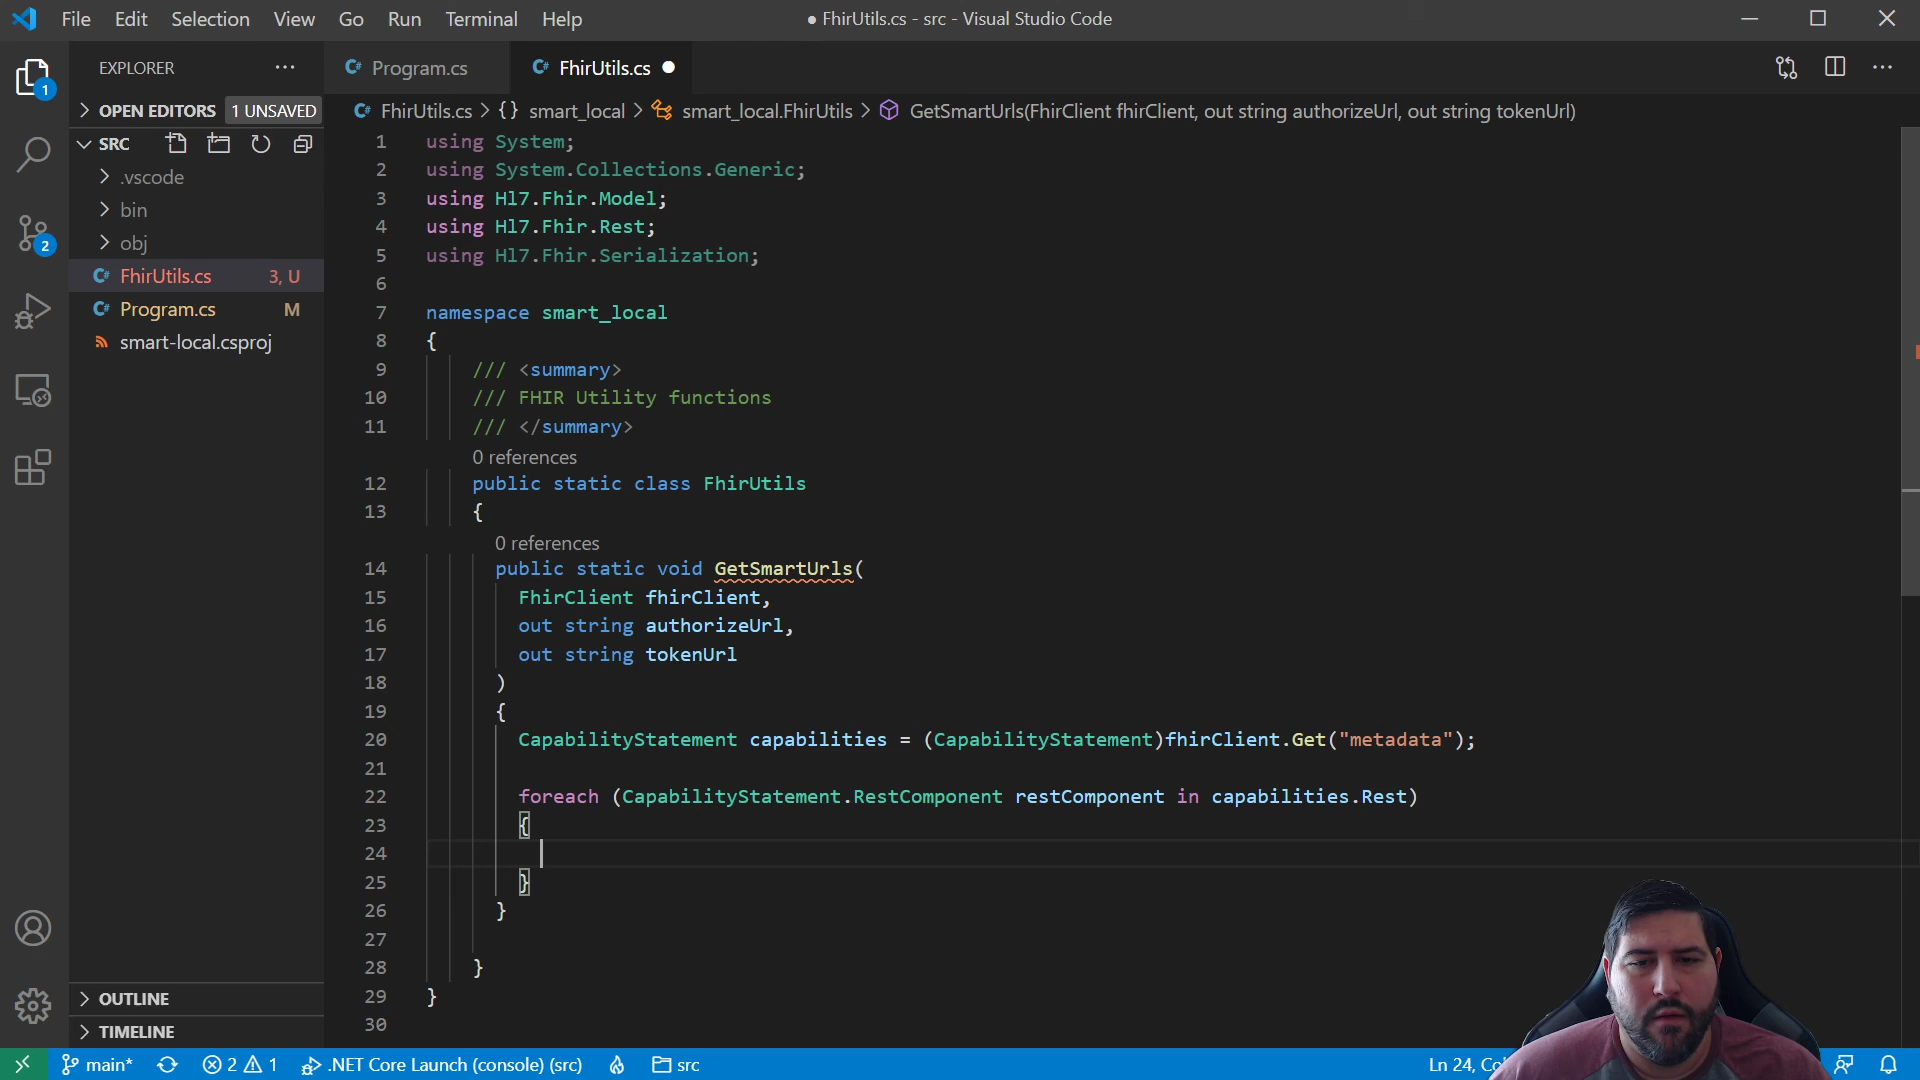 File Edit Selection View Go Run Terminal Help
● FhirUtils.cs - src - Visual Studio Code
EXPLORER
OPEN EDITORS 1 UNSAVED
SRC
.vscode
bin
obj
FhirUtils.cs 3, U
Program.cs M
smart-local.csproj
OUTLINE
TIMELINE
1
2
Program.cs
FhirUtils.cs
FhirUtils.cs > {} smart_local > smart_local.FhirUtils > GetSmartUrls(FhirClient fhirClient, out string authorizeUrl, out string tokenUrl)
1 using System;
2 using System.Collections.Generic;
3 using Hl7.Fhir.Model;
4 using Hl7.Fhir.Rest;
5 using Hl7.Fhir.Serialization;
6
7 namespace smart_local
8 {
9 /// <summary>
10 /// FHIR Utility functions
11 /// </summary>
0 references
12 public static class FhirUtils
13 {
0 references
14 public static void GetSmartUrls(
15 FhirClient fhirClient,
16 out string authorizeUrl,
17 out string tokenUrl
18 )
19 {
20 CapabilityStatement capabilities = (CapabilityStatement)fhirClient.Get("metadata");
21
22 foreach (CapabilityStatement.RestComponent restComponent in capabilities.Rest)
23 {
24
25 }
26 }
27
28 }
29 }
30
main* 2 1 .NET Core Launch (console) (src) src
Ln 24,